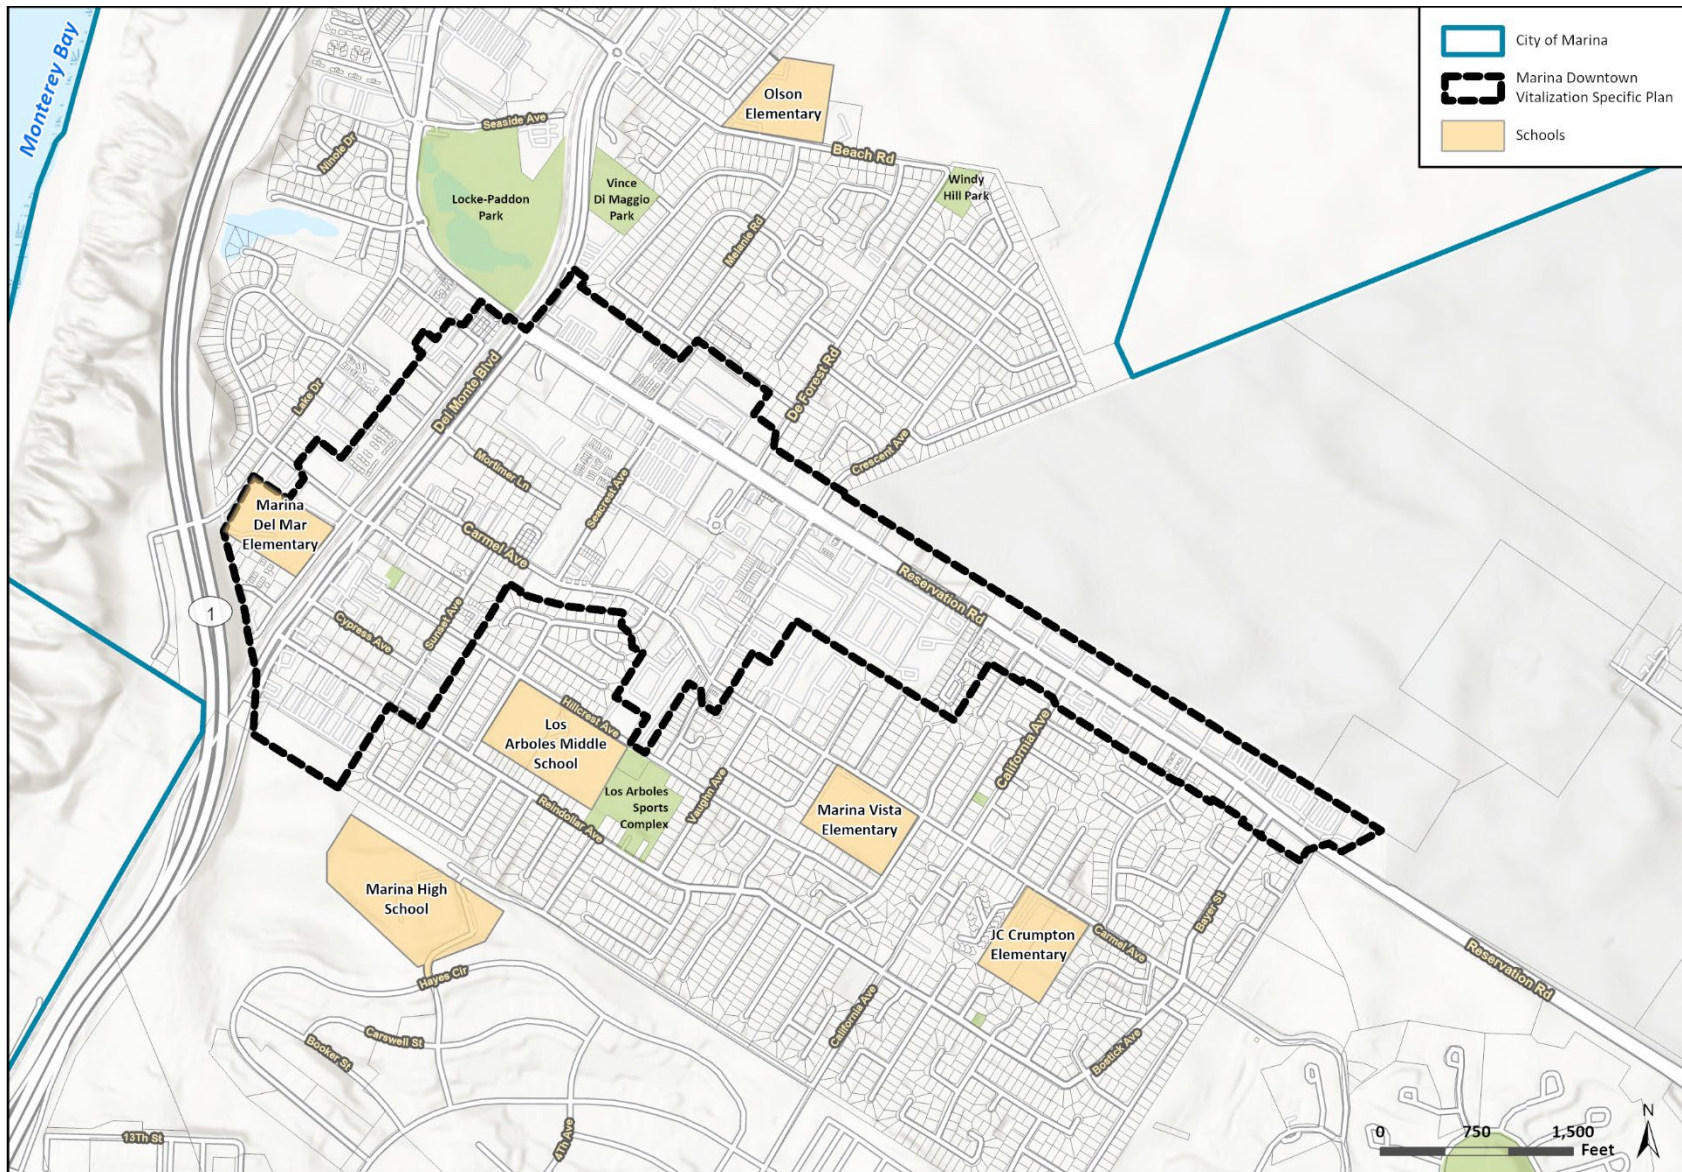 City of Marina
Marina Downtown
Vitalization Specific Plan
Schools
Monterey Bay
Olson
Elementary
Seaside Ave
Ninole Dr
Beach Rd
Windy
Hill Park
Vince
Di Maggio
Park
Locke-Paddon
Park
Melanie Rd
De Forest Rd
Lake Dr
Del Monte Blvd
Crescent Ave
Mortimer Ln
Seacrest Ave
Marina
Del Mar
Elementary
Carmel Ave
Reservation Rd
1
Cypress Ave
Sunset Ave
Hillcrest Ave
Los
Arboles Middle
School
California Ave
Los Arboles
Sports
Complex
Vaughn Ave
Reindollar Ave
Marina Vista
Elementary
Marina High
School
JC Crumpton
Elementary
Carmel Ave
Bayer St
Reservation Rd
Hayes Cir
California Ave
Carswell St
Booker St
Bostick Ave
13Th St
4Th Ave
N
0 750 1,500
Feet